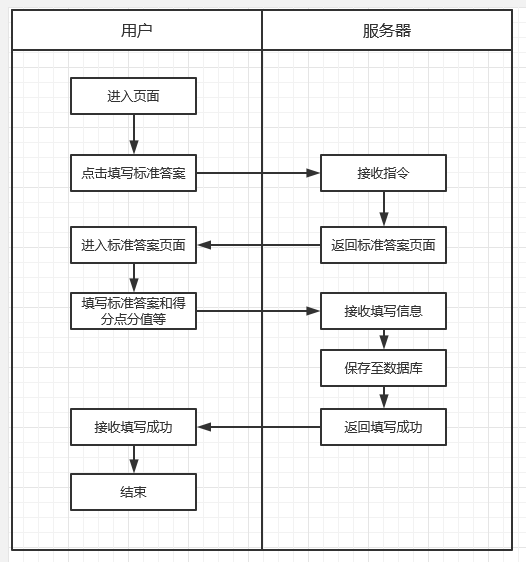 用户
服务器
进入页面
点击填写标准答案
接收指令
进入标准答案页面
返回标准答案页面
填写标准答案和得
分点分值等
接收填写信息
保存至数据库
接收填写成功
返回填写成功
结束